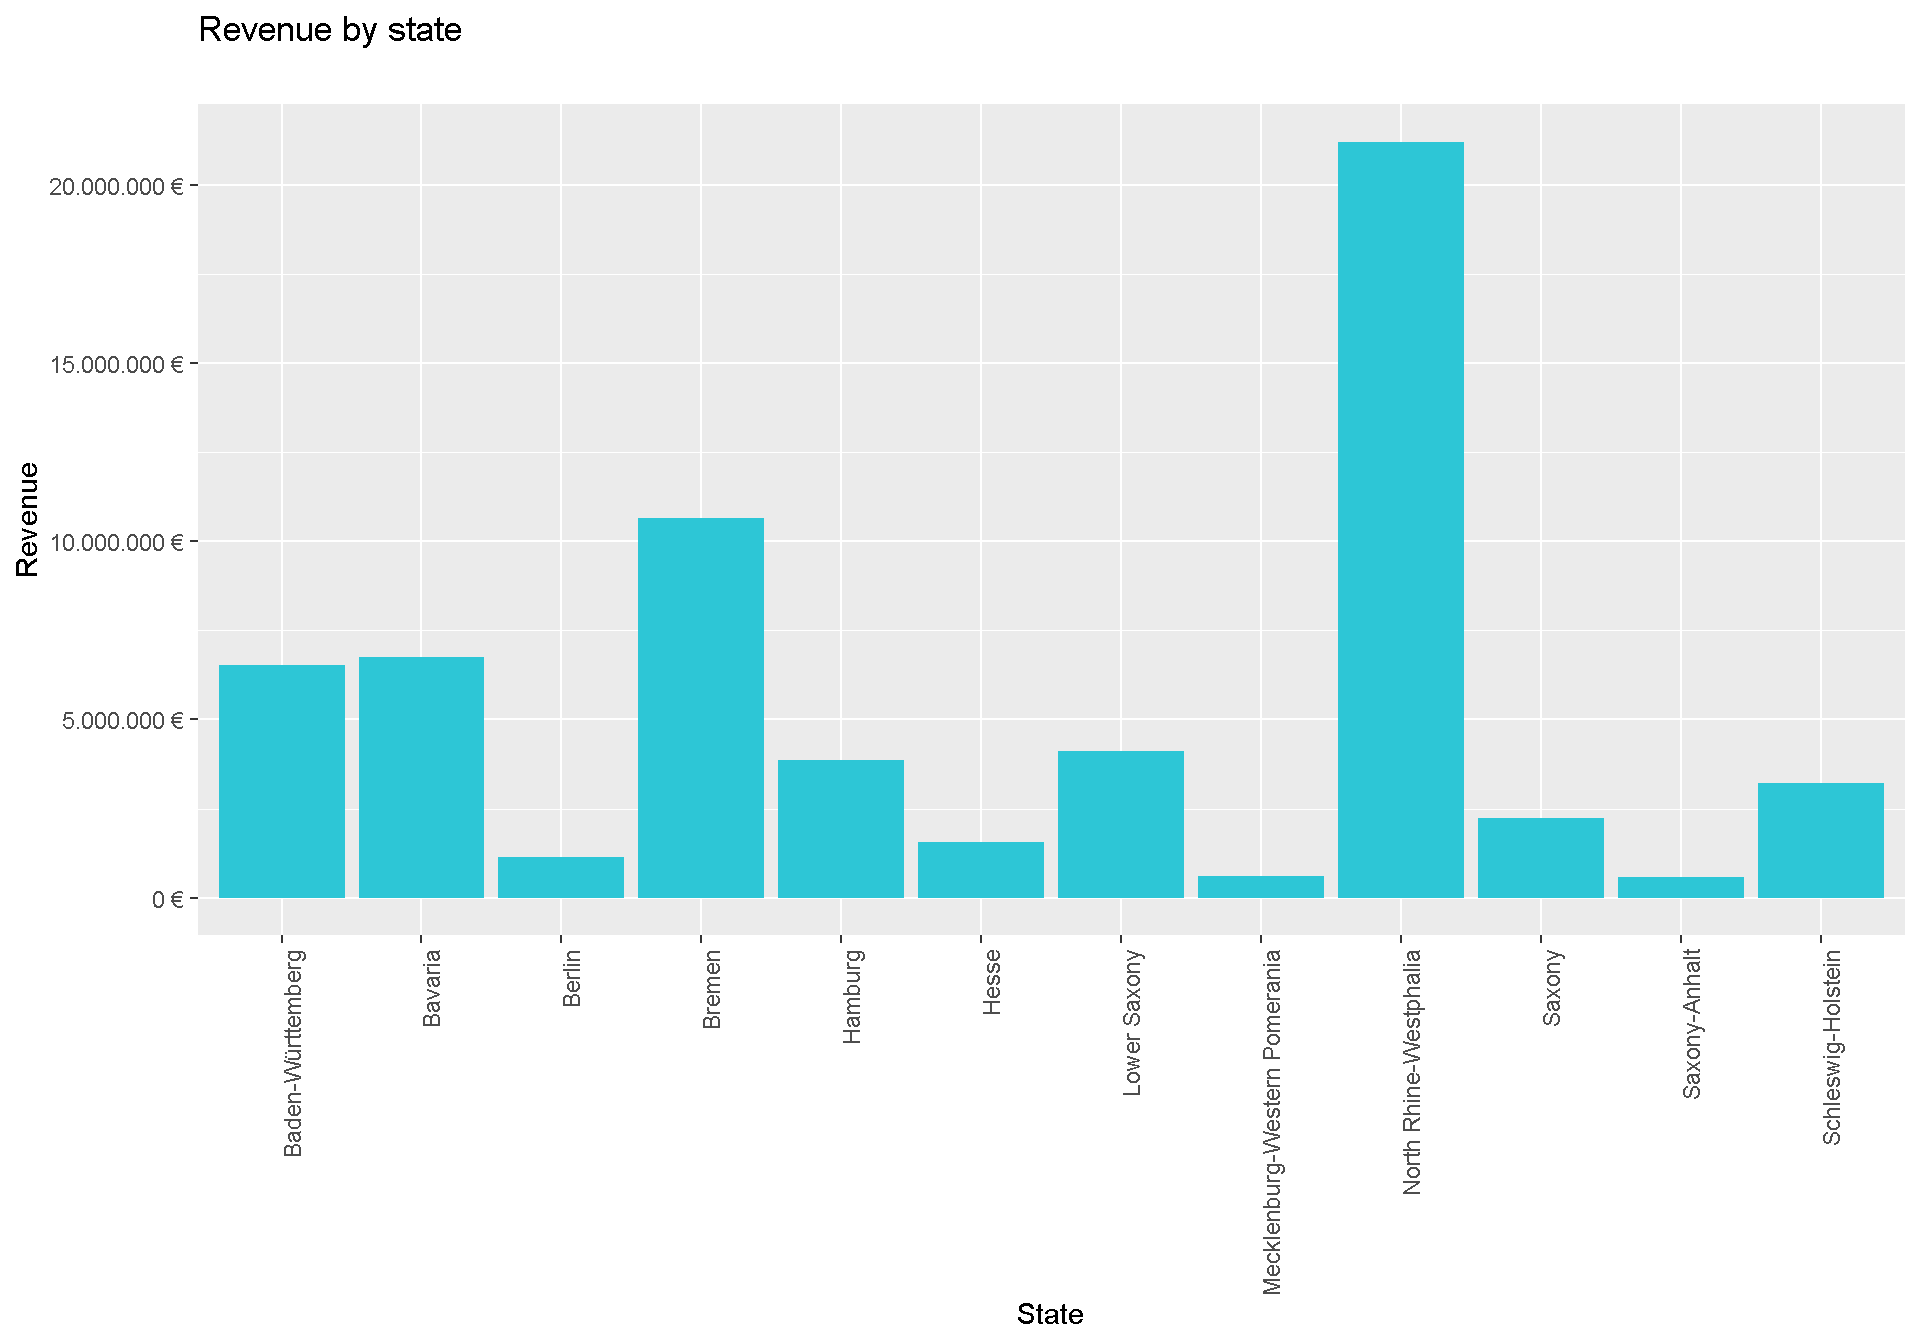 Revenue by state
Revenue
20.000.000 €
15.000.000 €
10.000.000 €
5.000.000 €
0 €
Baden-Württemberg
Bavaria
Berlin
Bremen
Hamburg
Hesse
Lower Saxony
Mecklenburg-Western Pomerania
North Rhine-Westphalia
Saxony
Saxony-Anhalt
Schleswig-Holstein
State